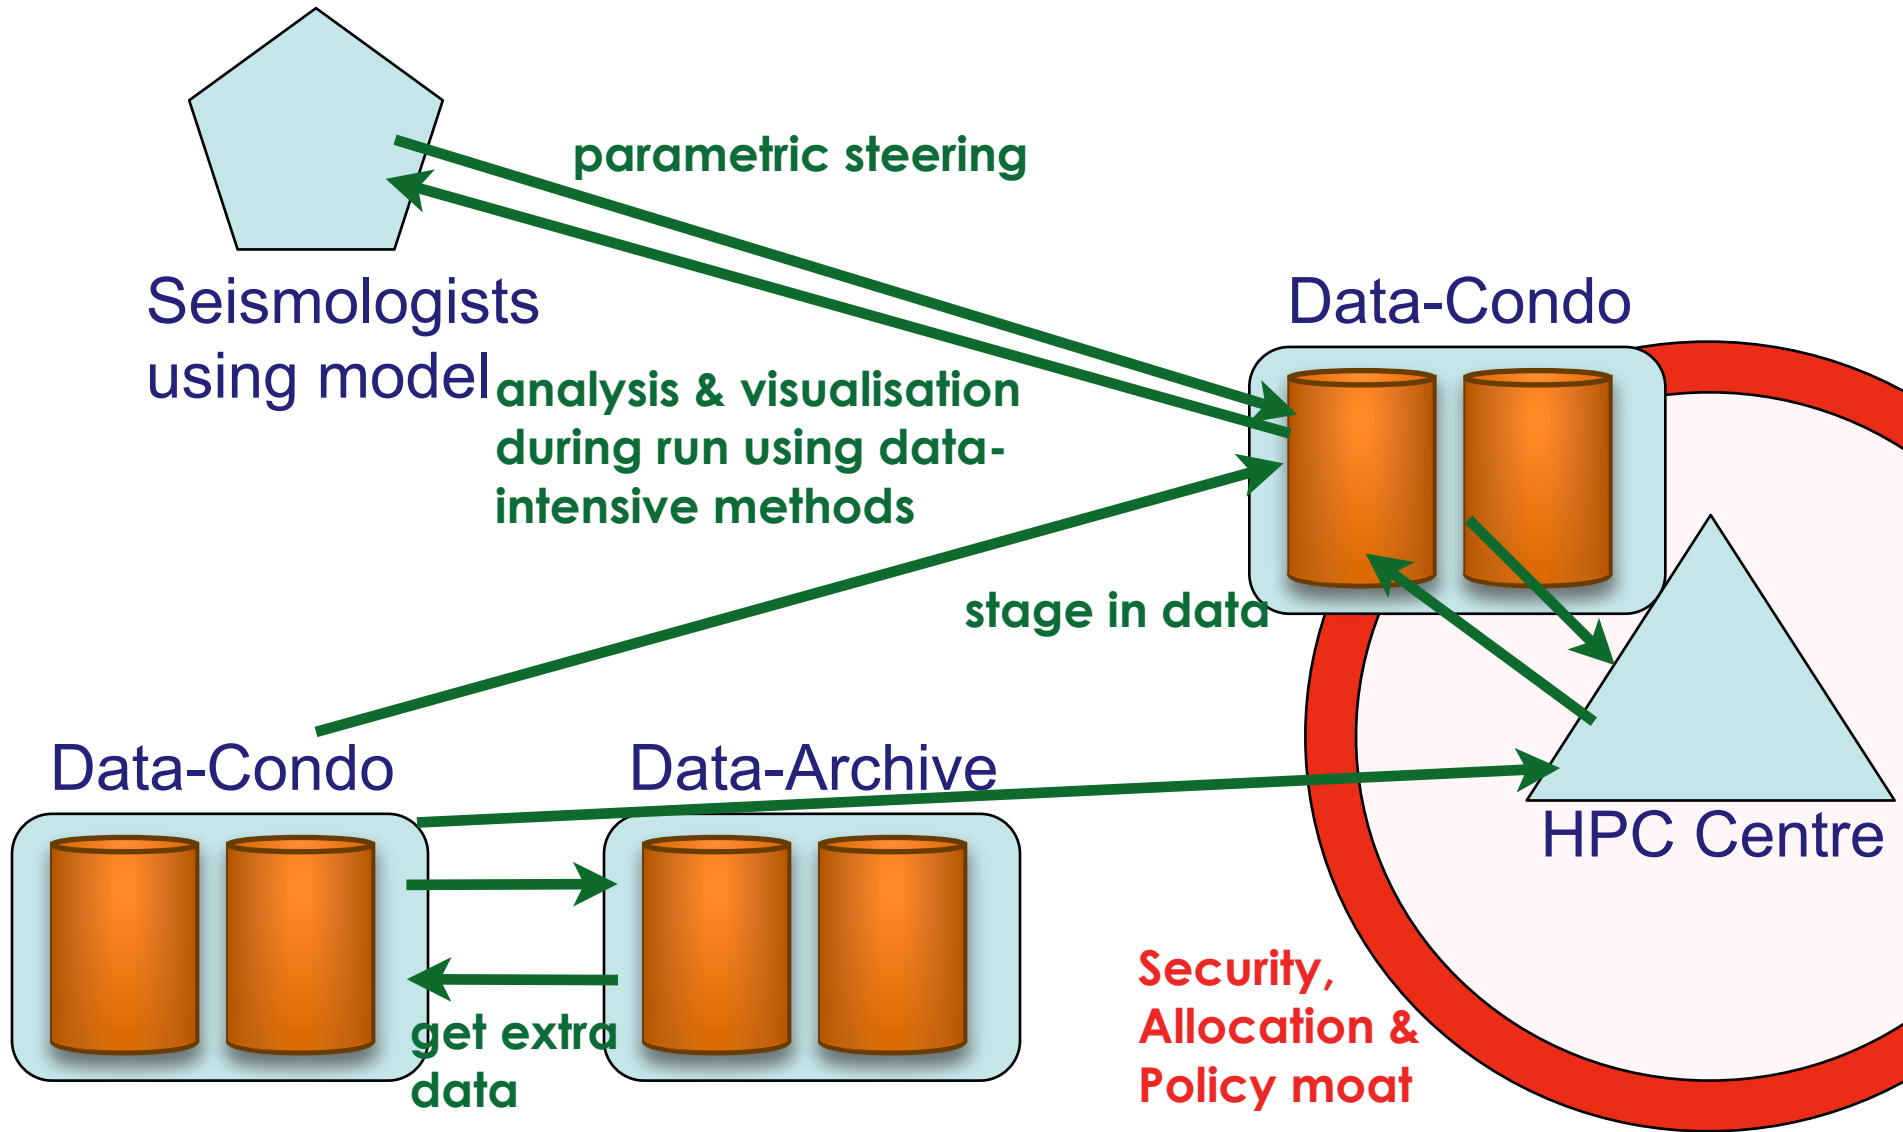 parametric steering
Seismologists
using model
Data-Condo
analysis & visualisation
during run using data-
intensive methods
stage in data
Data-Condo
Data-Archive
HPC Centre
get extra
data
Security,
Allocation &
Policy moat